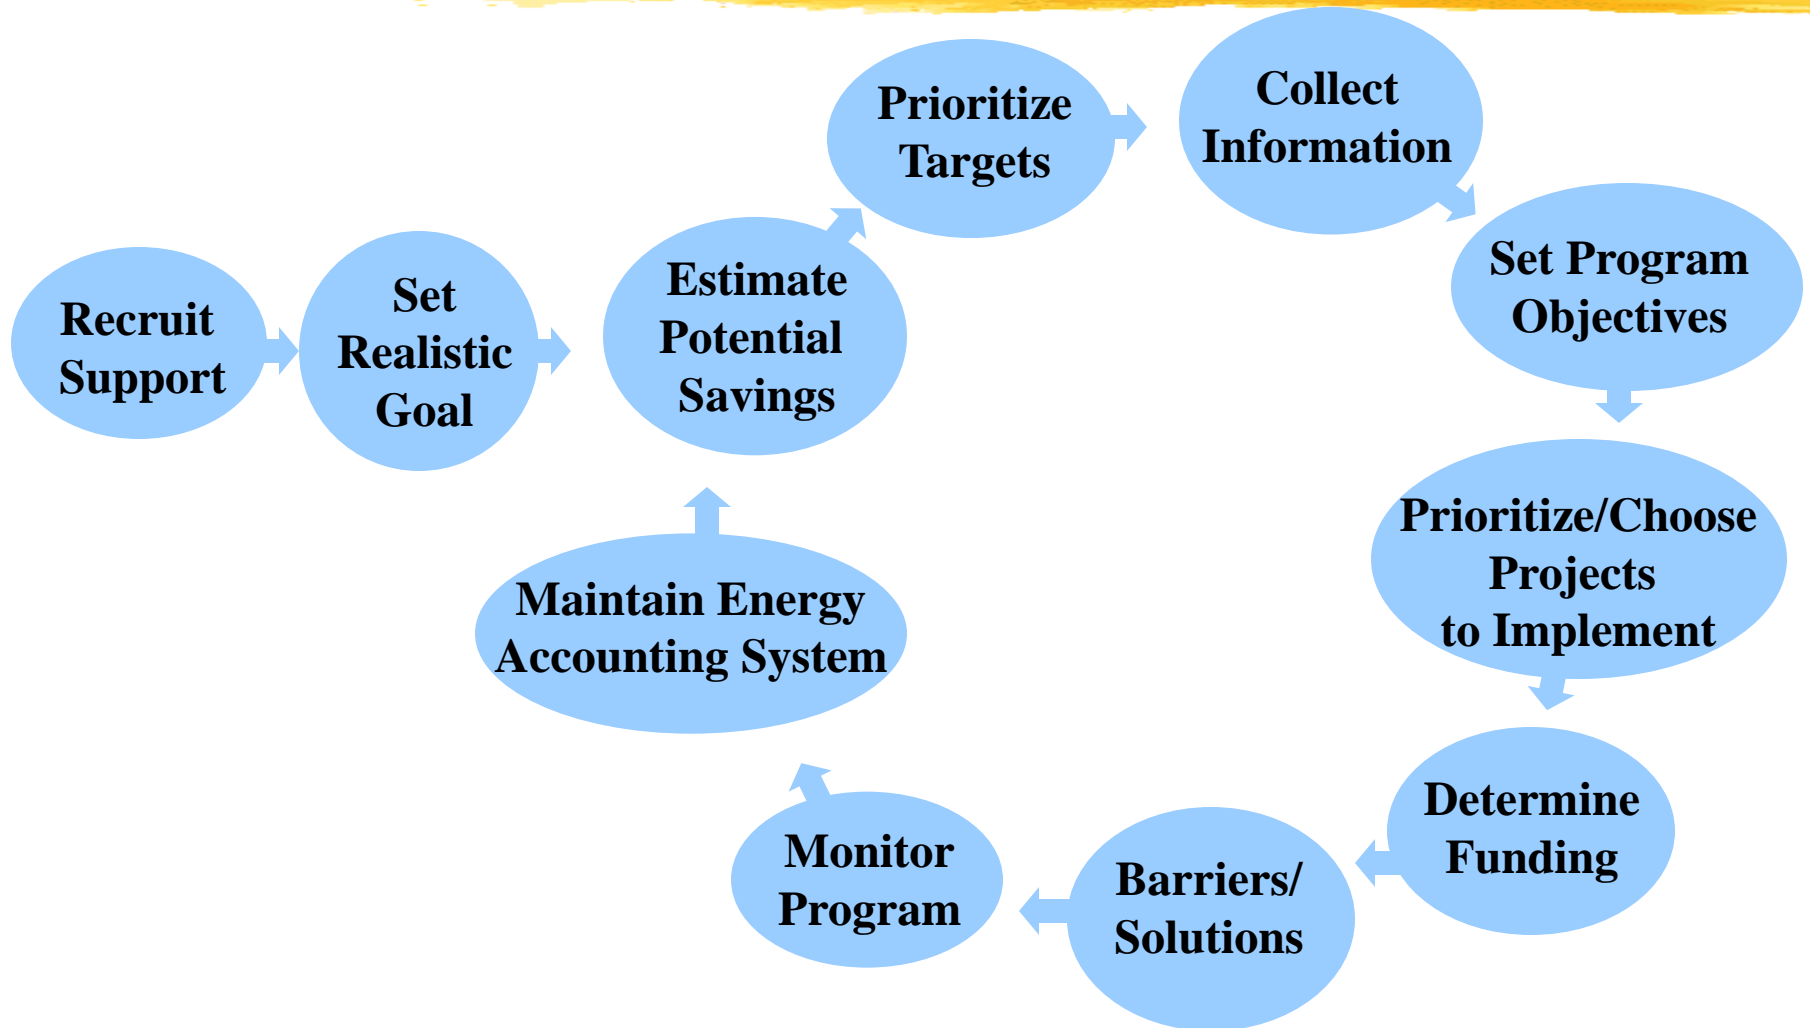 Recruit
Support
Set
Realistic
Goal
Estimate
Potential
Savings
Prioritize
Targets
Collect
Information
Set Program
Objectives
Prioritize/Choose
Projects
to Implement
Determine
Funding
Barriers/
Solutions
Monitor
Program
Maintain Energy
Accounting System